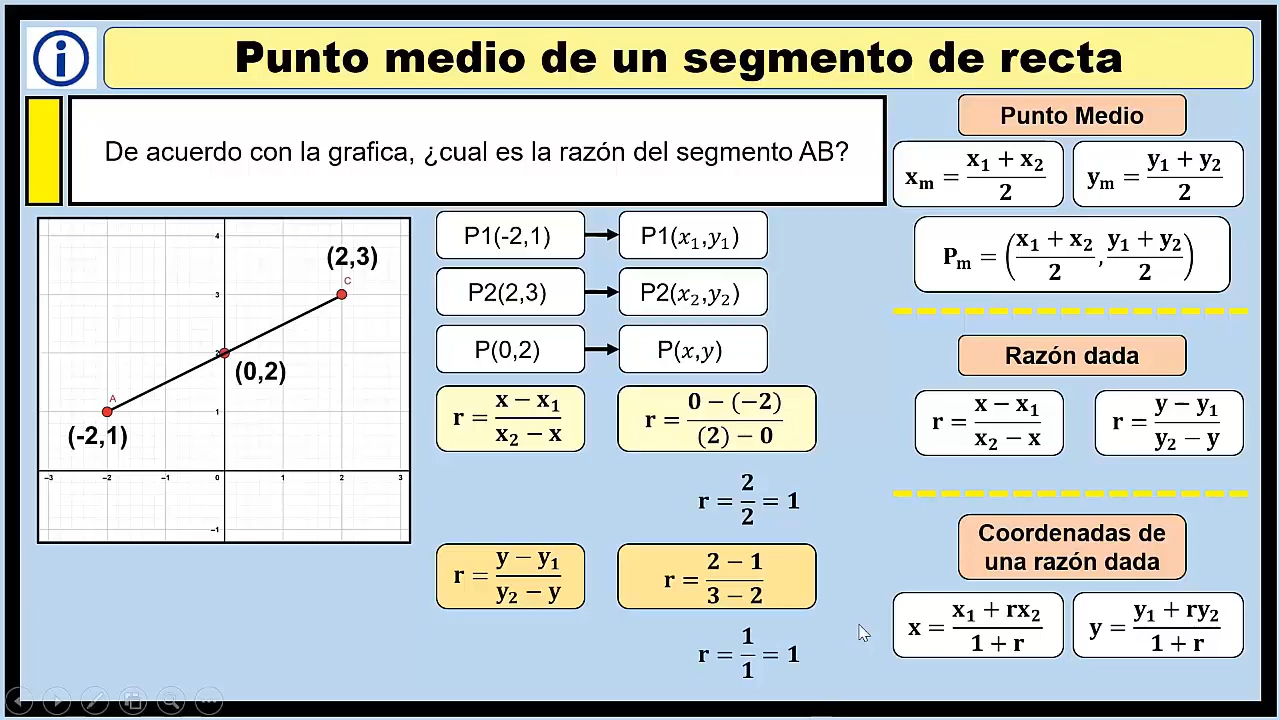 i
Punto medio de un segmento de recta
De acuerdo con la grafica, ¿cual es la razón del segmento AB?
4
(2,3)
C
3
2
(0,2)
A
1
(-2,1)
−3 −2 −1 0 1 2 3
−1
P1(-2,1) P1(x₁,y₁)
P2(2,3) P2(x₂,y₂)
P(0,2) P(x,y)
r = (x − x₁)/(x₂ − x) r = (0 − (−2))/((2) − 0)
r = 2/2 = 1
r = (y − y₁)/(y₂ − y) r = (2 − 1)/(3 − 2)
r = 1/1 = 1
Punto Medio
xₘ = (x₁ + x₂)/2 yₘ = (y₁ + y₂)/2
Pₘ = ((x₁ + x₂)/2, (y₁ + y₂)/2)
Razón dada
r = (x − x₁)/(x₂ − x) r = (y − y₁)/(y₂ − y)
Coordenadas de
una razón dada
x = (x₁ + rx₂)/(1 + r) y = (y₁ + ry₂)/(1 + r)